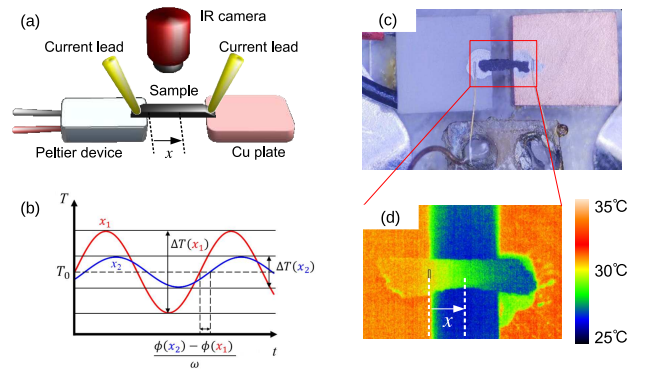 (a)
IR camera
Current lead
Current lead
Sample
x
Peltier device
Cu plate
(b)
T
x₁
x₂
ΔT(x₁)
T₀
ΔT(x₂)
t
ϕ(x₂) − ϕ(x₁)
ω
(c)
(d)
x
35℃
30℃
25℃